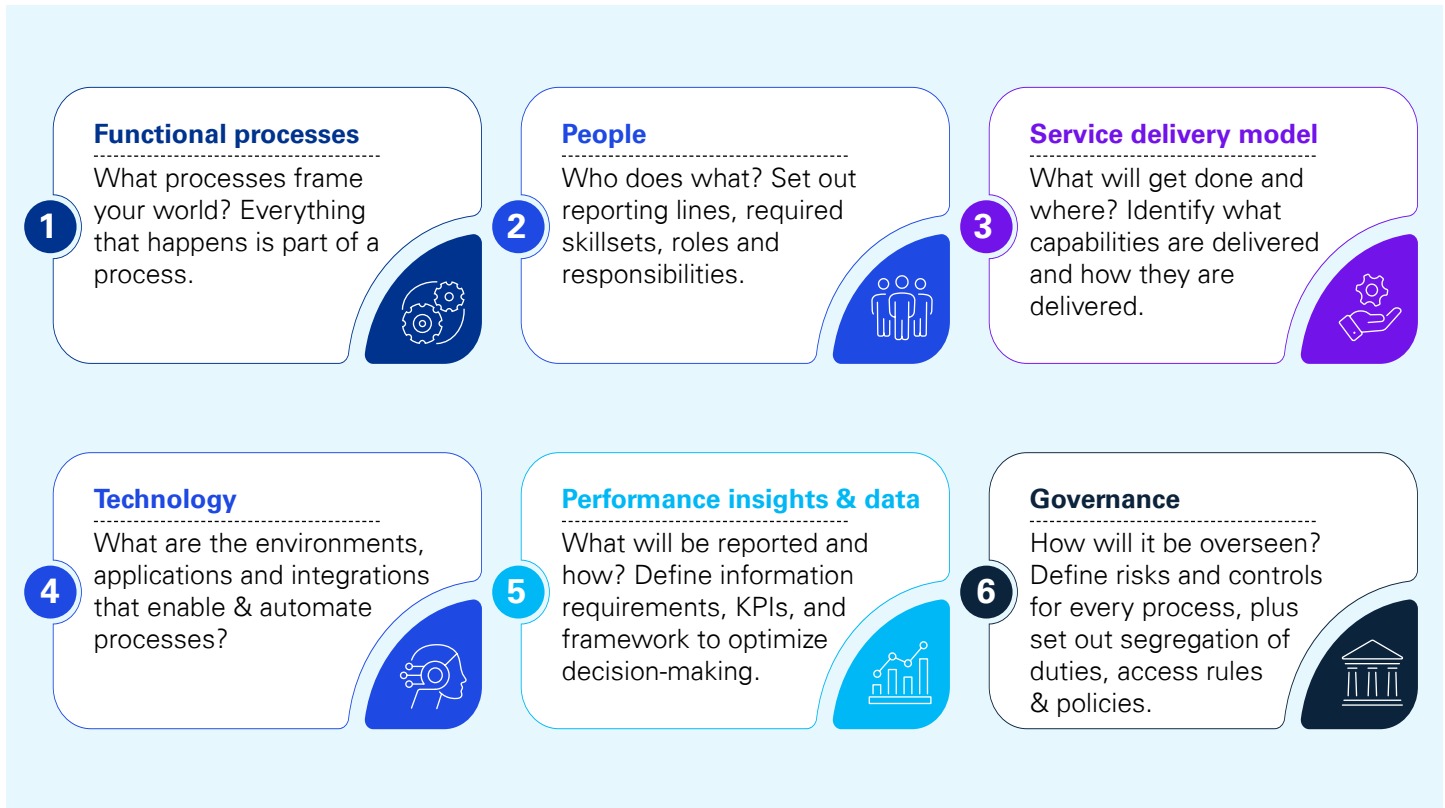 Functional processes
What processes frame
your world? Everything
that happens is part of a
process.
1
People
Who does what? Set out
reporting lines, required
skillsets, roles and
responsibilities.
2
Service delivery model
What will get done and
where? Identify what
capabilities are delivered
and how they are
delivered.
3
Technology
What are the environments,
applications and integrations
that enable & automate
processes?
4
Performance insights & data
What will be reported and
how? Define information
requirements, KPIs, and
framework to optimize
decision-making.
5
Governance
How will it be overseen?
Define risks and controls
for every process, plus
set out segregation of
duties, access rules
& policies.
6